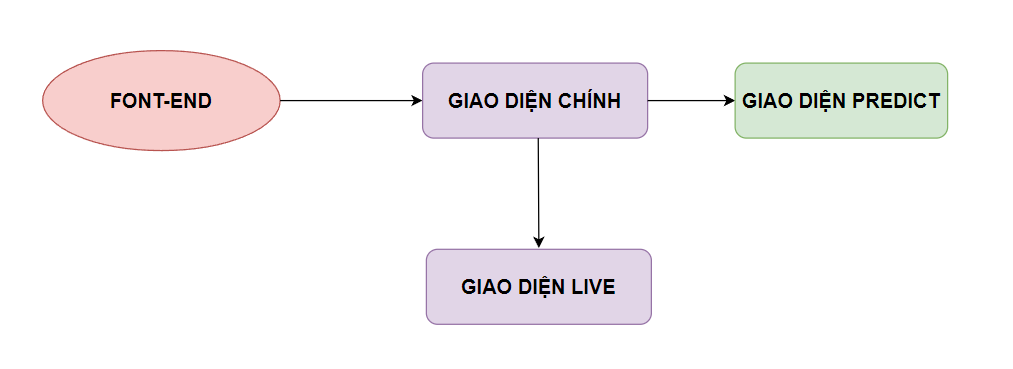 FONT-END
GIAO DIỆN CHÍNH
GIAO DIỆN PREDICT
GIAO DIỆN LIVE